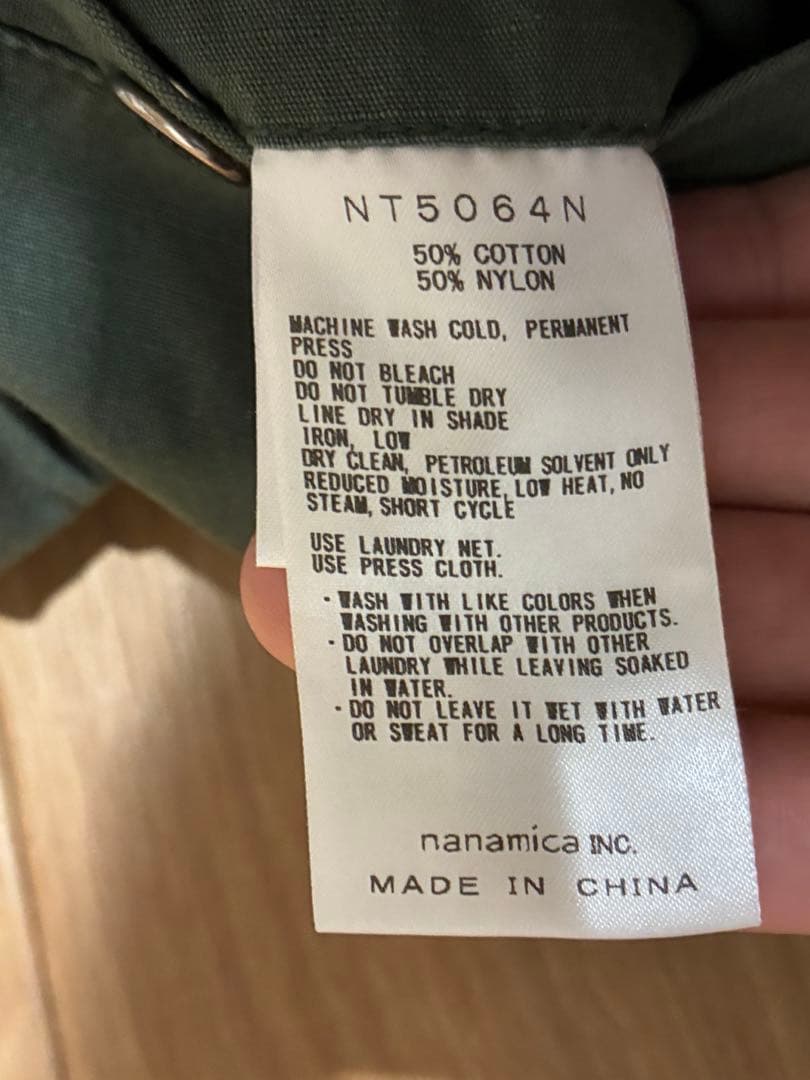 NT5064N
50% COTTON
50% NYLON
MACHINE WASH COLD, PERMANENT
PRESS
DO NOT BLEACH
DO NOT TUMBLE DRY
LINE DRY IN SHADE
IRON, LOW
DRY CLEAN, PETROLEUM SOLVENT ONLY
REDUCED MOISTURE, LOW HEAT, NO
STEAM, SHORT CYCLE
USE LAUNDRY NET.
USE PRESS CLOTH.
・WASH WITH LIKE COLORS WHEN
WASHING WITH OTHER PRODUCTS.
・DO NOT OVERLAP WITH OTHER
LAUNDRY WHILE LEAVING SOAKED
IN WATER.
・DO NOT LEAVE IT WET WITH WATER
OR SWEAT FOR A LONG TIME.
nanamica INC.
MADE IN CHINA